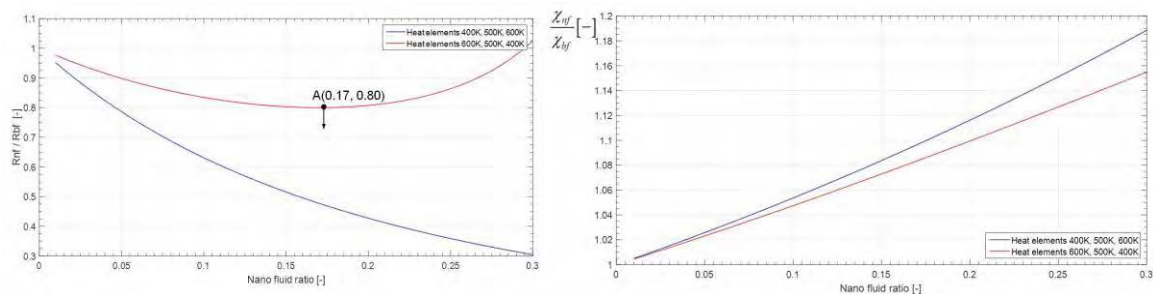 1.1
1
0.9
0.8
0.7
0.6
0.5
0.4
0.3
Rnf / Rbf [-]
Heat elements 400K, 500K, 600K
Heat elements 600K, 500K, 400K
A(0.17, 0.80)
0 0.05 0.1 0.15 0.2 0.25 0.3
Nano fluid ratio [-]
χnf
χbf [-]
1.2
1.18
1.16
1.14
1.12
1.1
1.08
1.06
1.04
1.02
1
Heat elements 400K, 500K, 600K
Heat elements 600K, 500K, 400K
0 0.05 0.1 0.15 0.2 0.25 0.3
Nano fluid ratio [-]